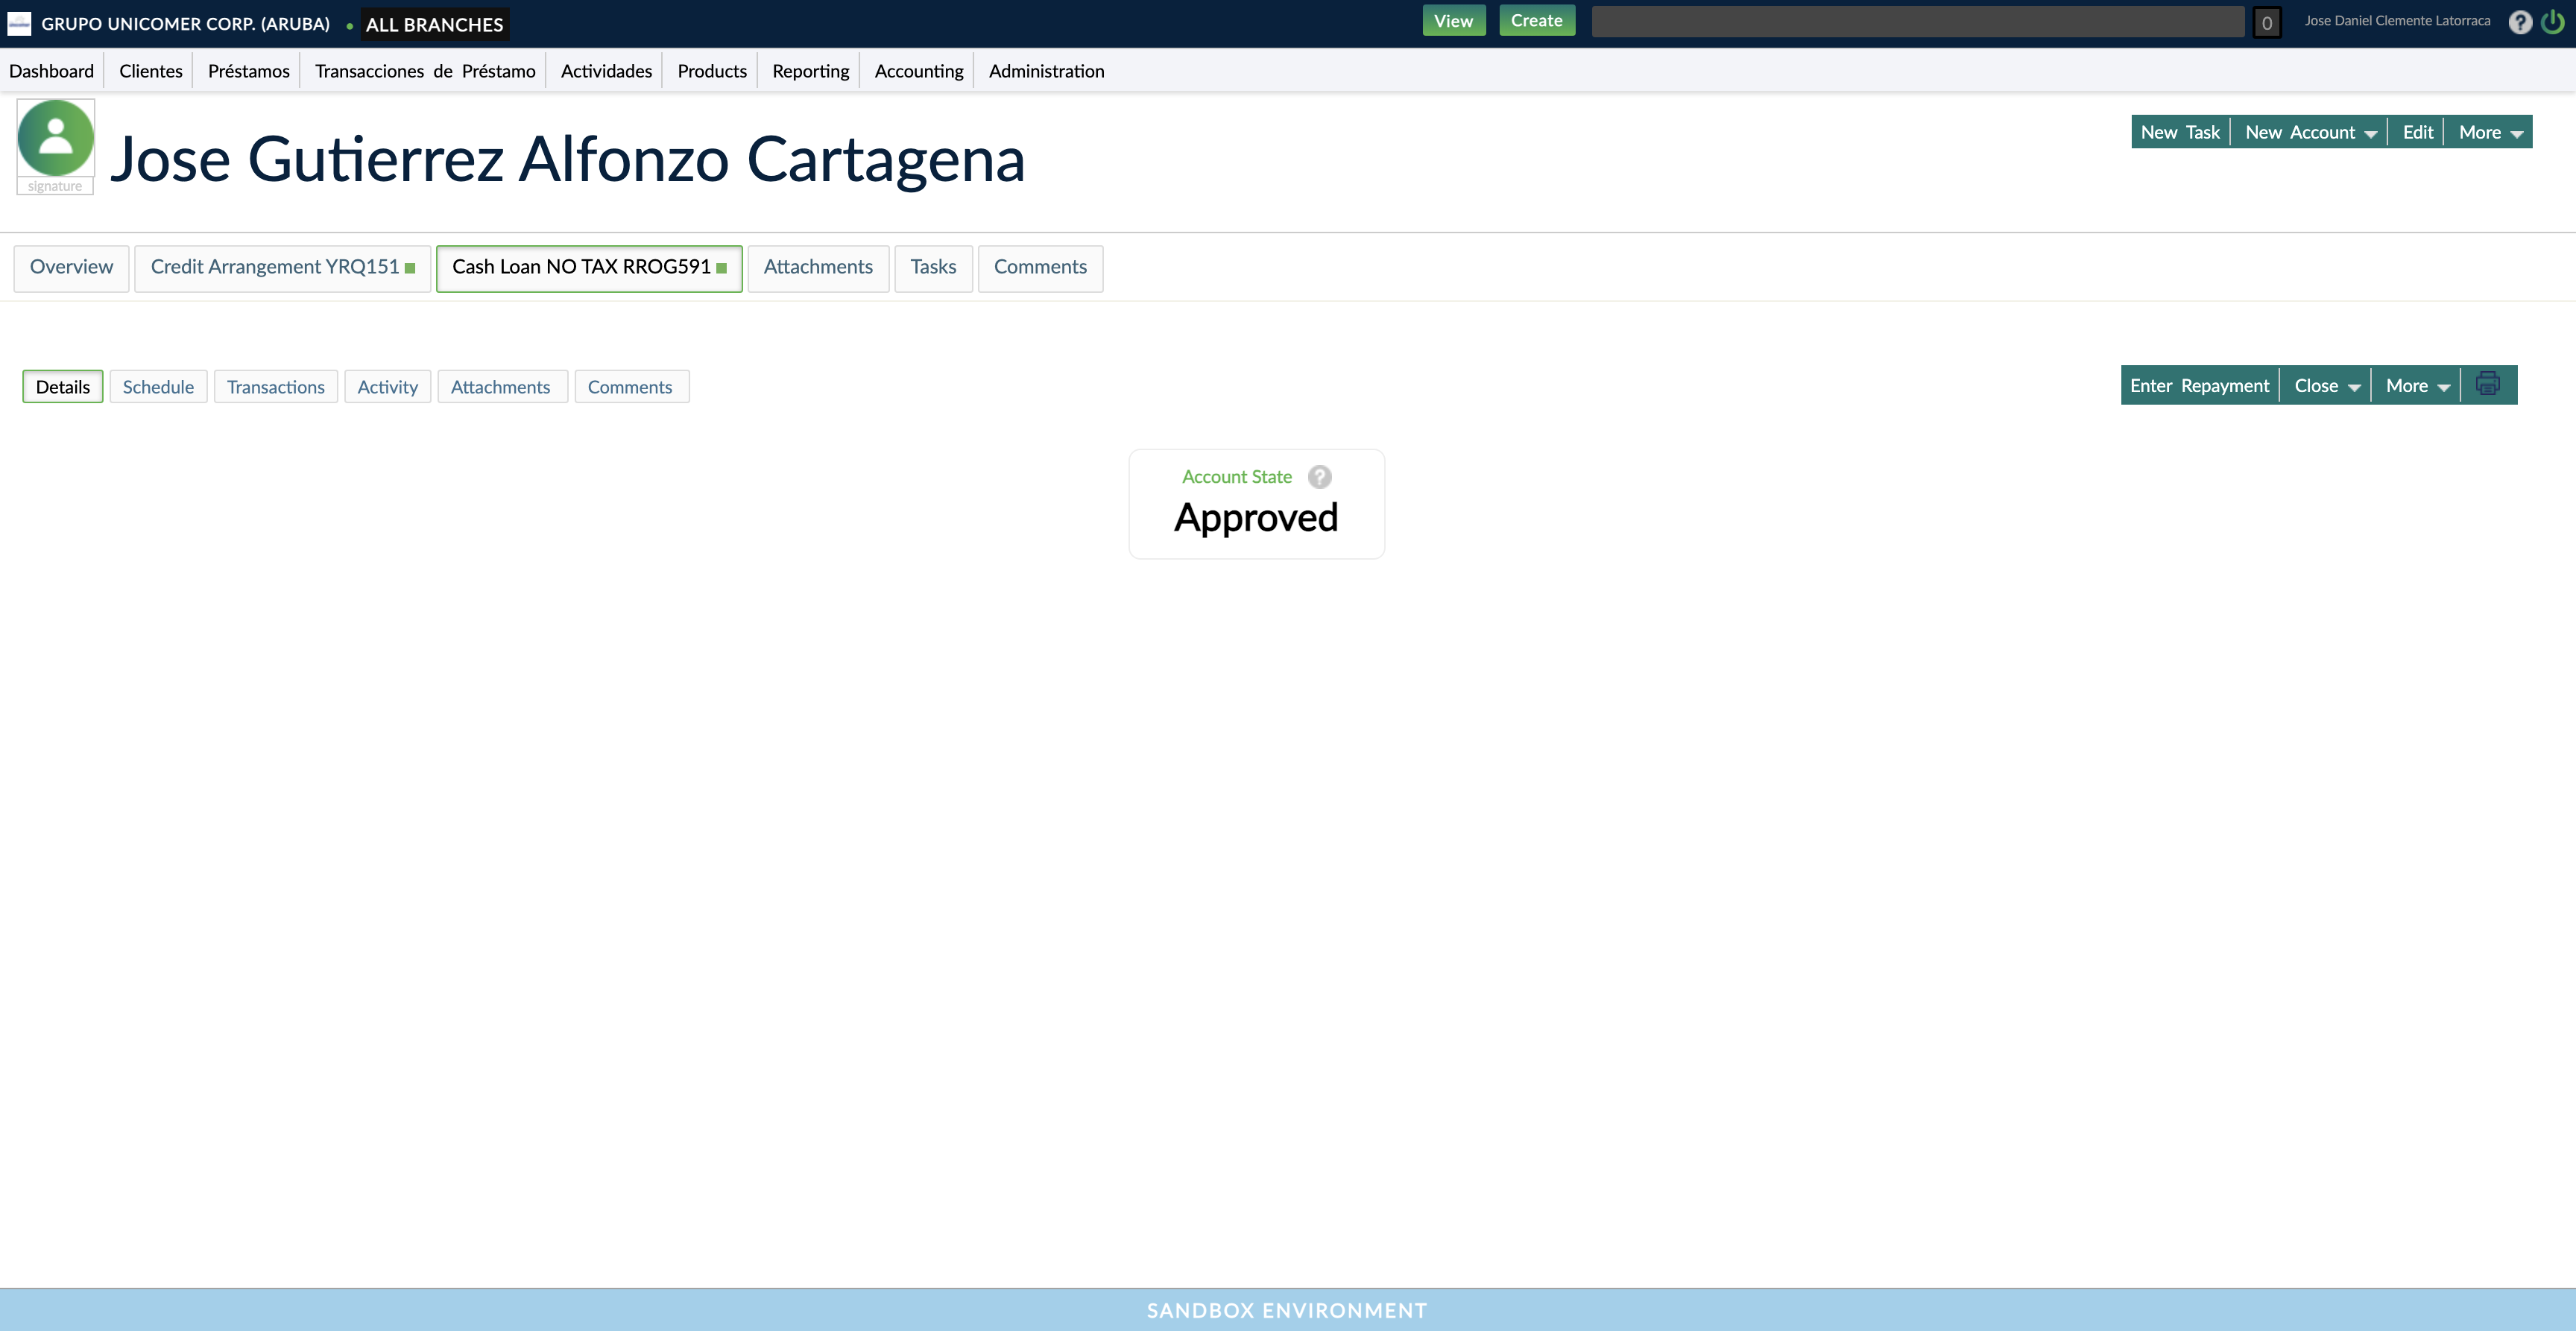 GRUPO UNICOMER CORP. (ARUBA) • ALL BRANCHES View Create 0 Jose Daniel Clemente Latorraca ?
Dashboard Clientes Préstamos Transacciones de Préstamo Actividades Products Reporting Accounting Administration
signature
Jose Gutierrez Alfonzo Cartagena
New Task New Account Edit More
Overview Credit Arrangement YRQ151 Cash Loan NO TAX RROG591 Attachments Tasks Comments
Details Schedule Transactions Activity Attachments Comments
Enter Repayment Close More
Account State ?
Approved
SANDBOX ENVIRONMENT